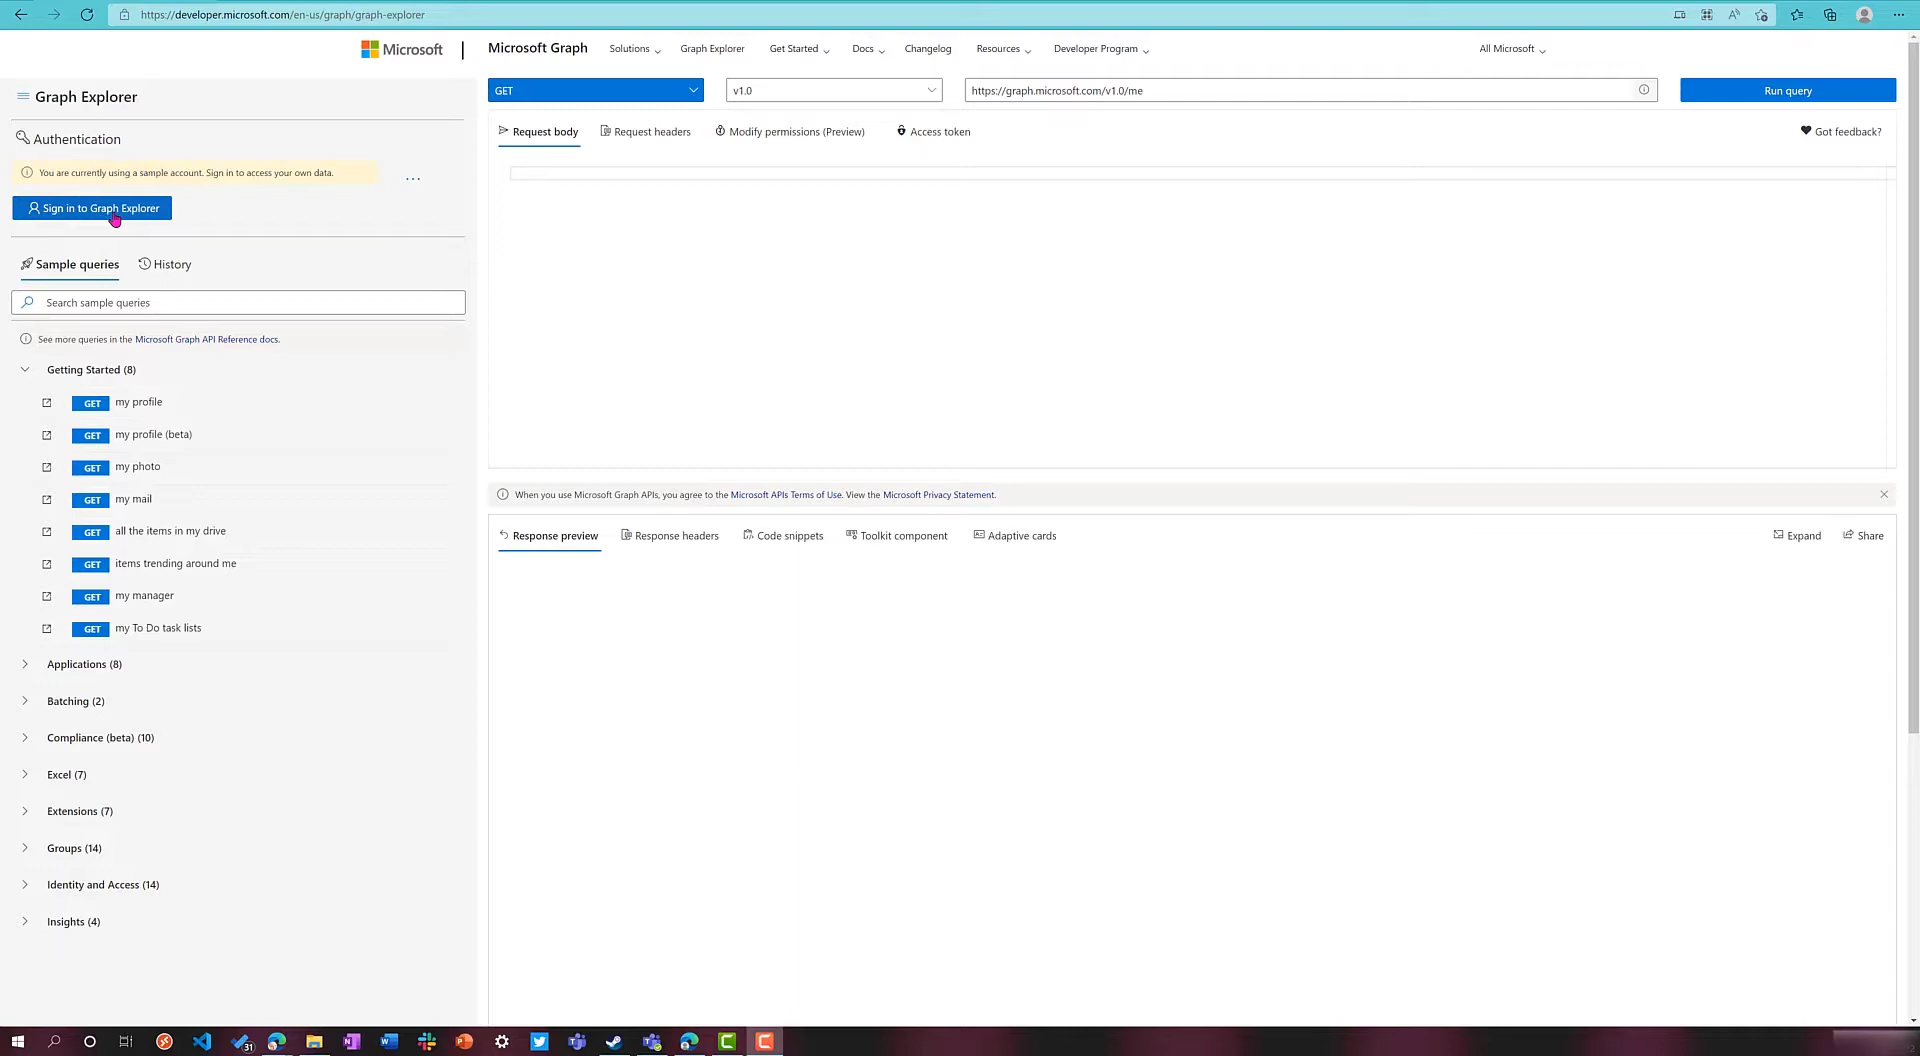 https://developer.microsoft.com/en-us/graph/graph-explorer
Microsoft
Microsoft Graph
Solutions
Graph Explorer
Get Started
Docs
Changelog
Resources
Developer Program
All Microsoft
Graph Explorer
GET
v1.0
https://graph.microsoft.com/v1.0/me
Run query
Authentication
You are currently using a sample account. Sign in to access your own data.
...
Sign in to Graph Explorer
Request body
Request headers
Modify permissions (Preview)
Access token
Got feedback?
Sample queries
History
Search sample queries
See more queries in the Microsoft Graph API Reference docs.
Getting Started (8)
GET my profile
GET my profile (beta)
GET my photo
GET my mail
GET all the items in my drive
GET items trending around me
GET my manager
GET my To Do task lists
Applications (8)
Batching (2)
Compliance (beta) (10)
Excel (7)
Extensions (7)
Groups (14)
Identity and Access (14)
Insights (4)
When you use Microsoft Graph APIs, you agree to the Microsoft APIs Terms of Use. View the Microsoft Privacy Statement.
Response preview
Response headers
Code snippets
Toolkit component
Adaptive cards
Expand
Share
31